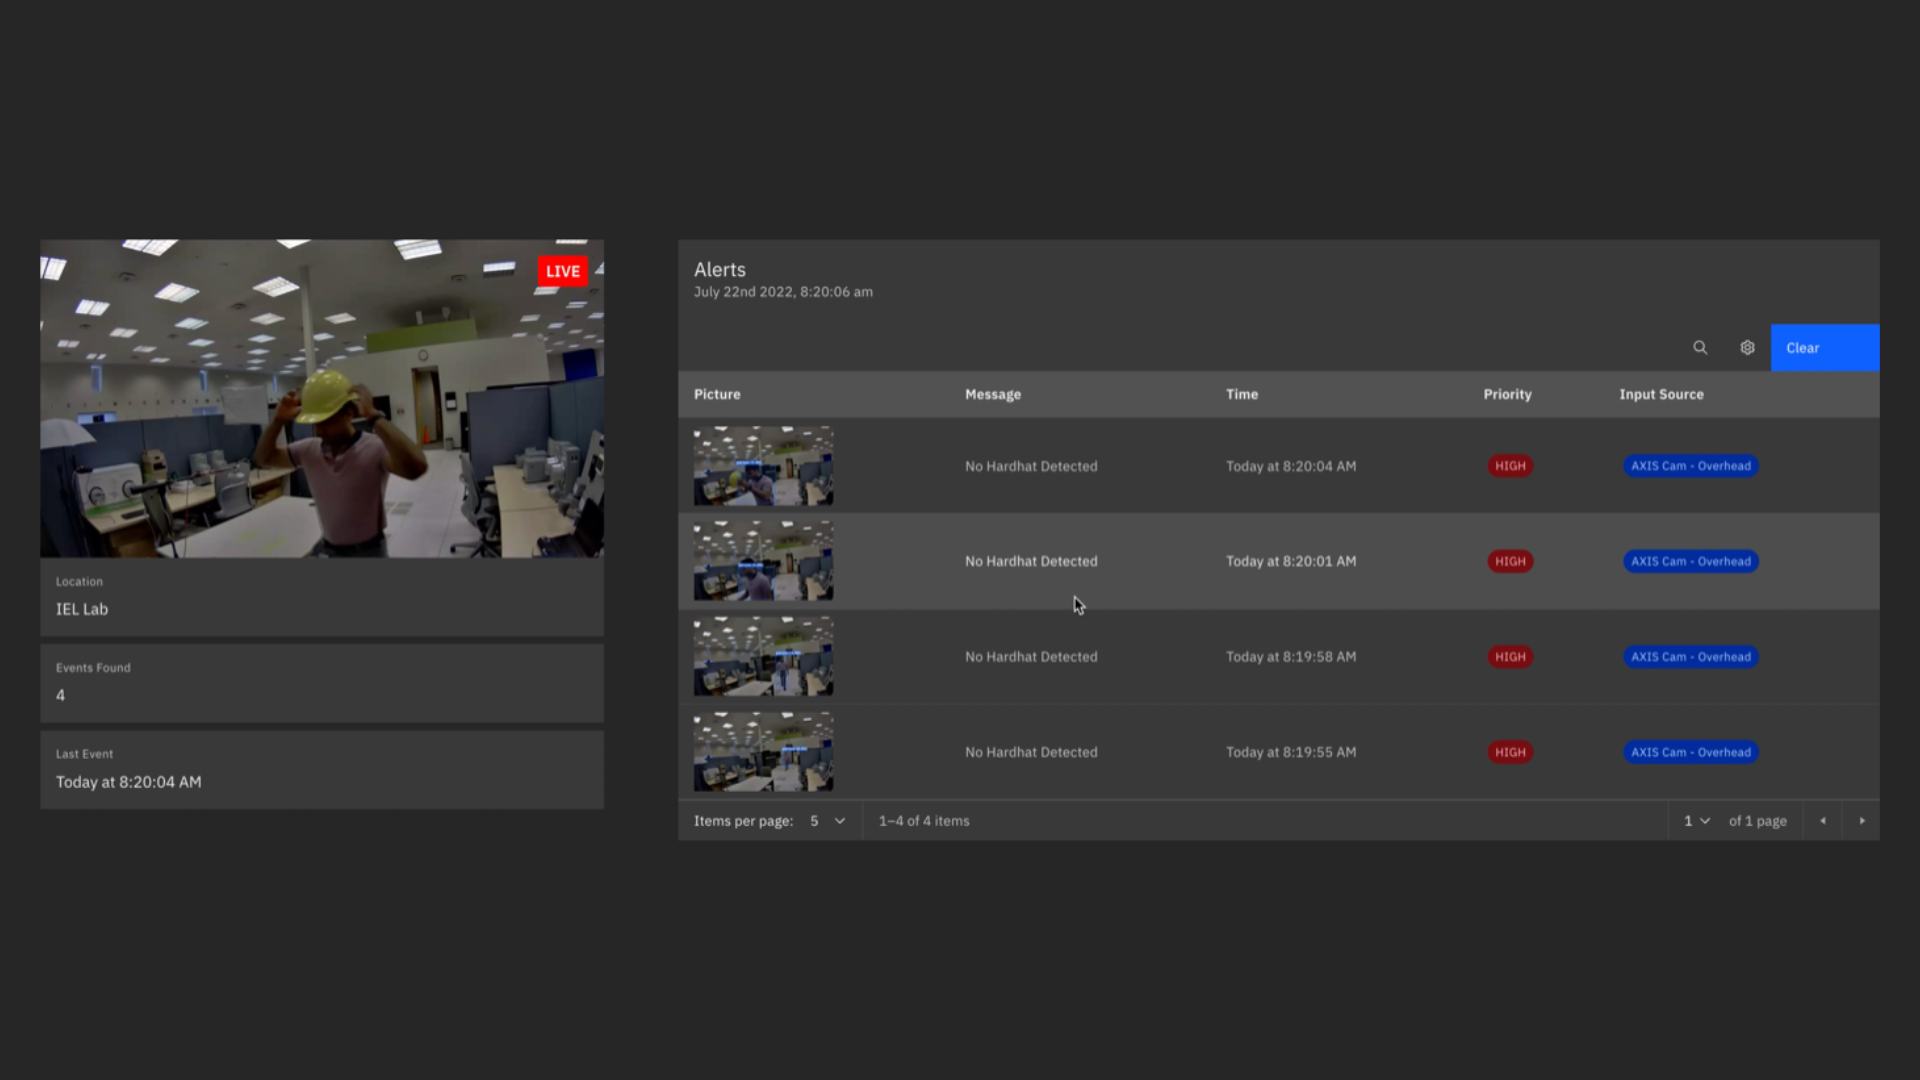 LIVE
Location
IEL Lab
Events Found
4
Last Event
Today at 8:20:04 AM
Alerts
July 22nd 2022, 8:20:06 am
Clear
Picture Message Time Priority Input Source
No Hardhat Detected Today at 8:20:04 AM HIGH AXIS Cam - Overhead
No Hardhat Detected Today at 8:20:01 AM HIGH AXIS Cam - Overhead
No Hardhat Detected Today at 8:19:58 AM HIGH AXIS Cam - Overhead
No Hardhat Detected Today at 8:19:55 AM HIGH AXIS Cam - Overhead
Items per page: 5 1–4 of 4 items 1 of 1 page